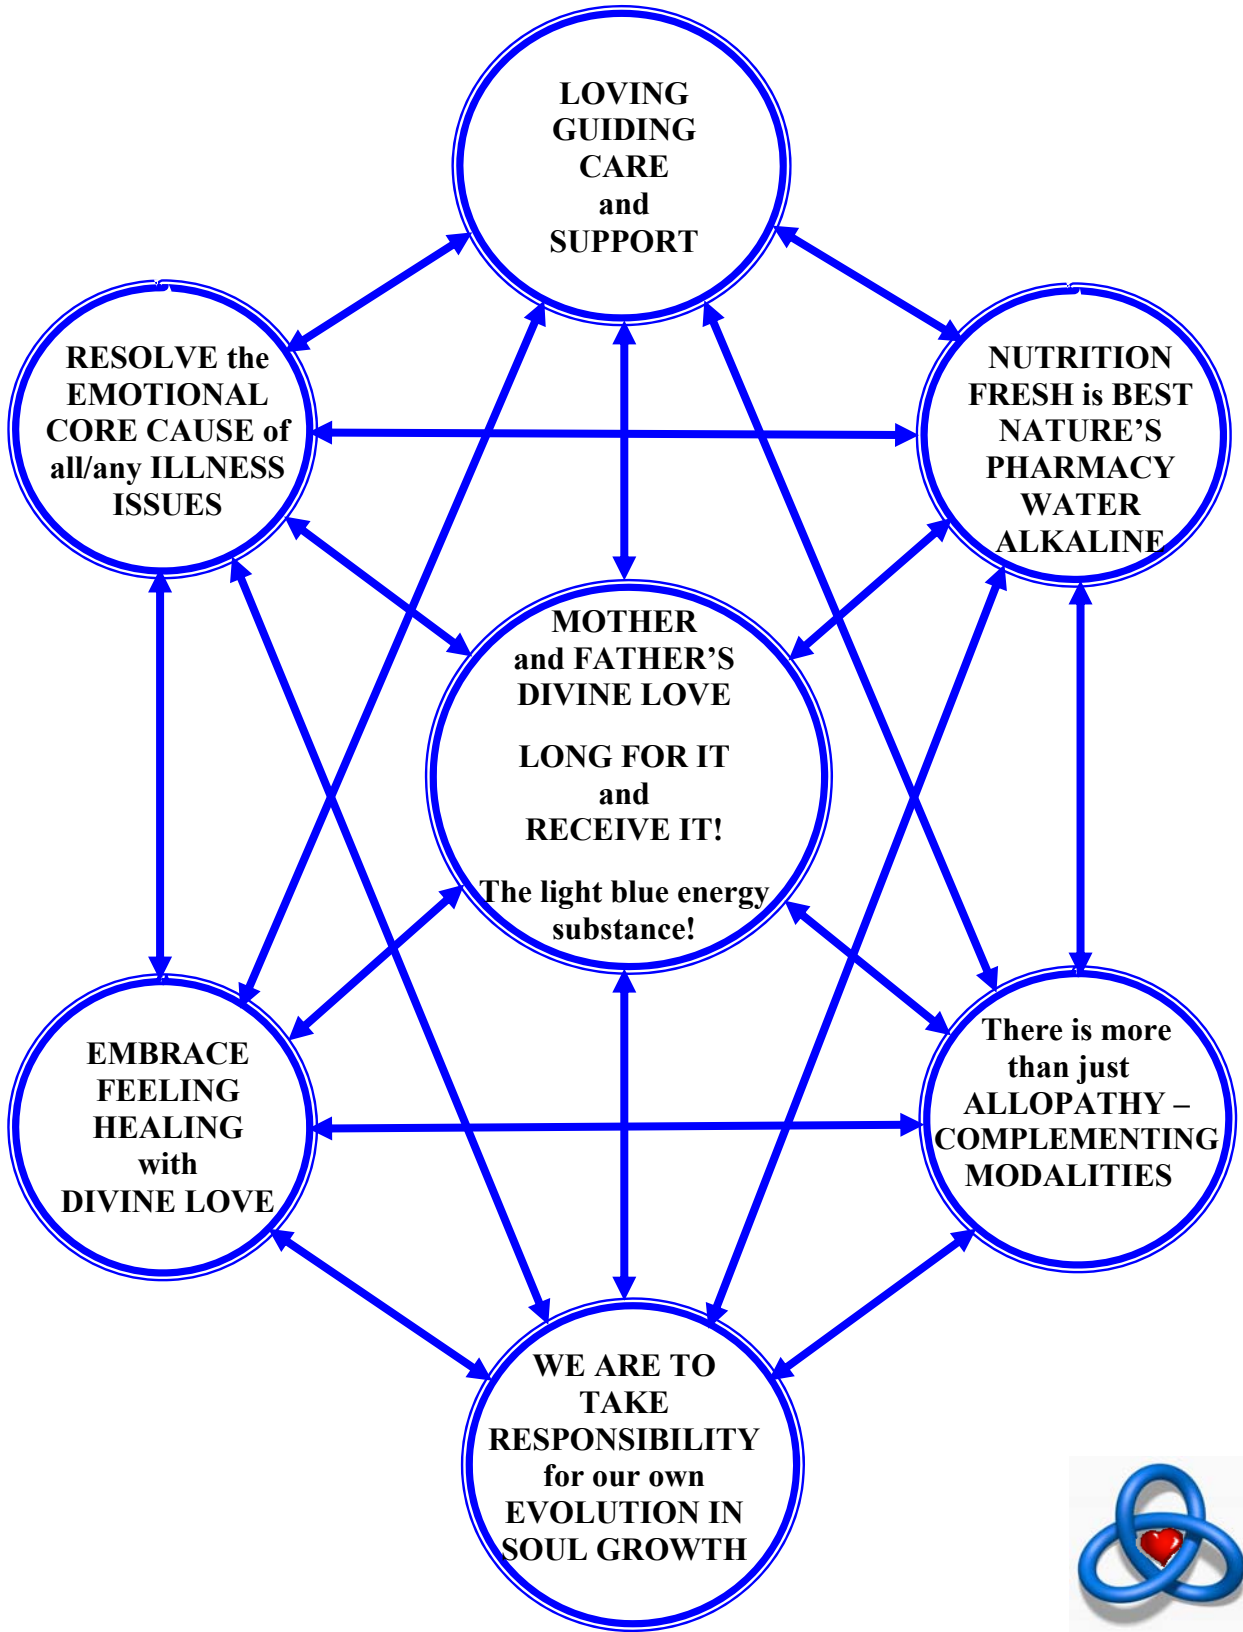 LOVING
GUIDING
CARE
and
SUPPORT
RESOLVE the
EMOTIONAL
CORE CAUSE of
all/any ILLNESS
ISSUES
NUTRITION
FRESH is BEST
NATURE’S
PHARMACY
WATER
ALKALINE
MOTHER
and FATHER’S
DIVINE LOVE
LONG FOR IT
and
RECEIVE IT!
The light blue energy
substance!
EMBRACE
FEELING
HEALING
with
DIVINE LOVE
There is more
than just
ALLOPATHY –
COMPLEMENTING
MODALITIES
WE ARE TO
TAKE
RESPONSIBILITY
for our own
EVOLUTION IN
SOUL GROWTH